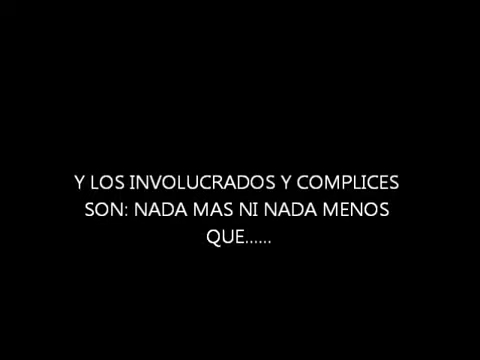 Y LOS INVOLUCRADOS Y COMPLICES
SON: NADA MAS NI NADA MENOS
QUE......